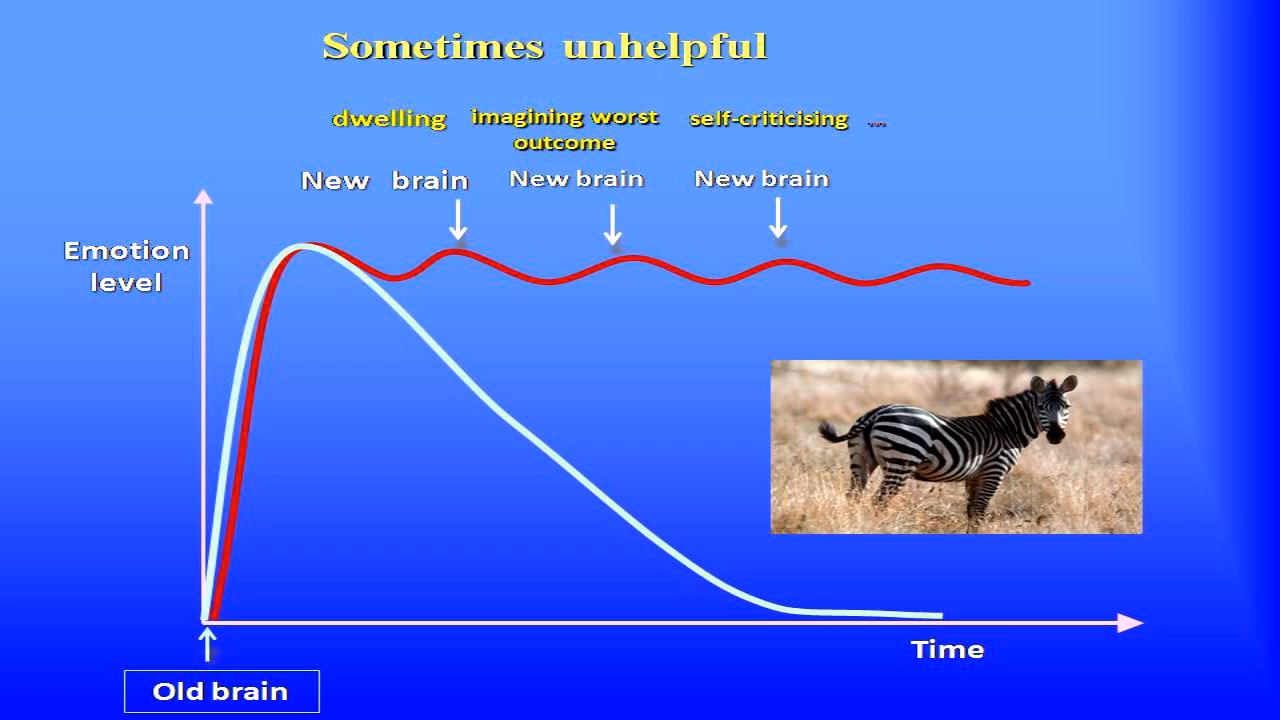 Sometimes unhelpful
dwelling
imagining worst
outcome
self-criticising ...
New brain
New brain
New brain
Emotion
level
Time
Old brain